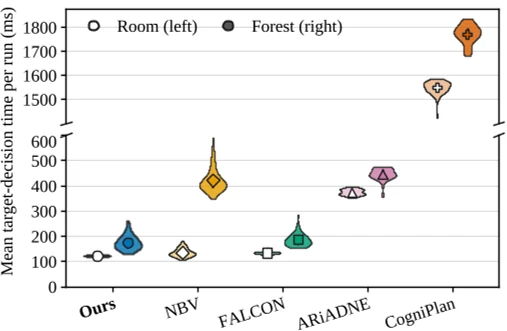 Mean target-decision time per run (ms)
Room (left)
Forest (right)
1800
1700
1600
1500
600
500
400
300
200
100
0
Ours
NBV
FALCON
ARiADNE
CogniPlan